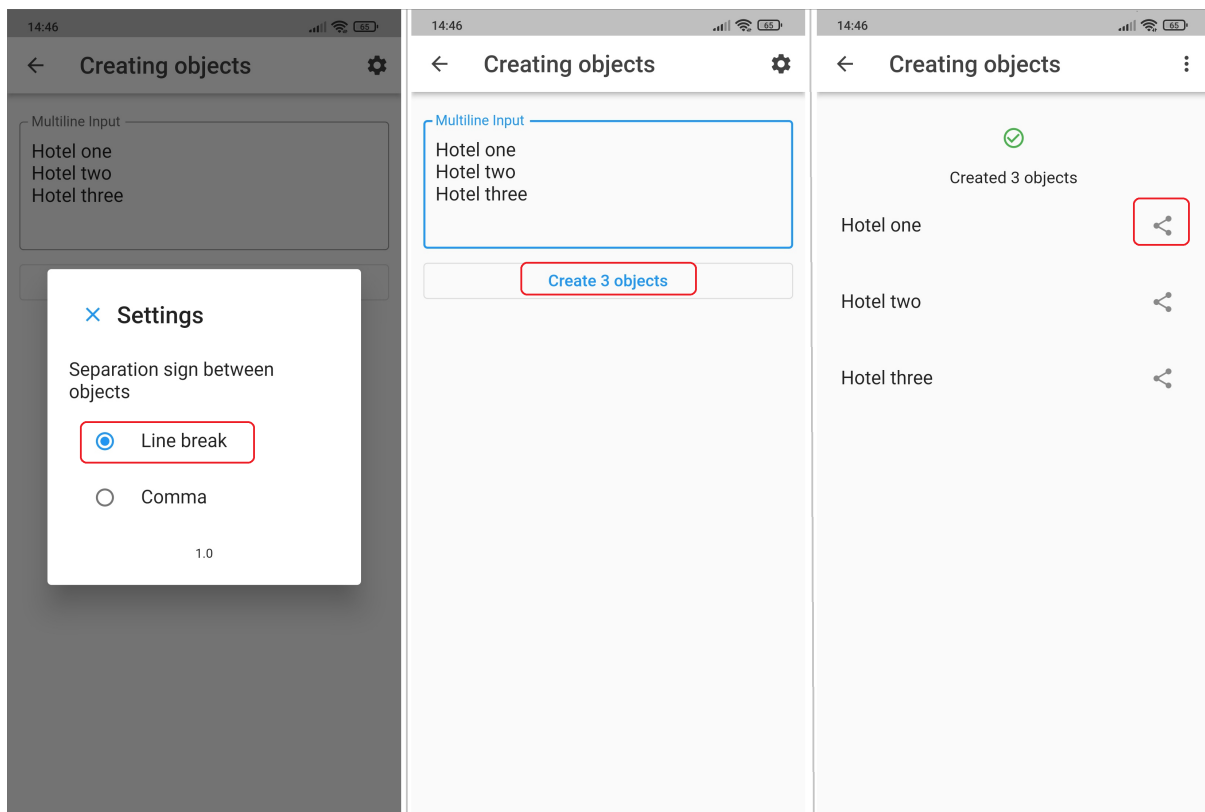 14:46
65
Creating objects
Multiline Input
Hotel one
Hotel two
Hotel three
Settings
Separation sign between
objects
Line break
Comma
1.0
14:46
65
Creating objects
Multiline Input
Hotel one
Hotel two
Hotel three
Create 3 objects
14:46
65
Creating objects
Created 3 objects
Hotel one
Hotel two
Hotel three